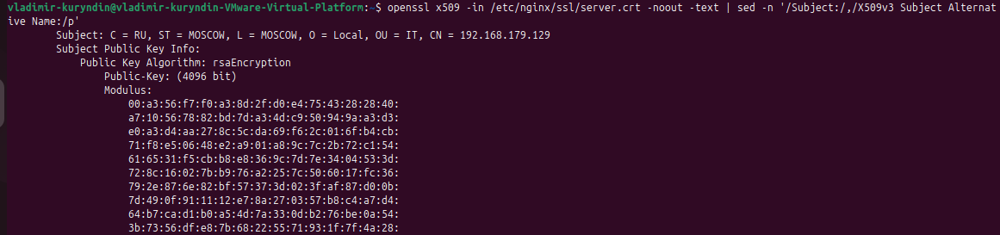 vladimir-kuryndin@vladimir-kuryndin-VMware-Virtual-Platform:~$ openssl x509 -in /etc/nginx/ssl/server.crt -noout -text | sed -n '/Subject:/,/X509v3 Subject Alternat
ive Name:/p'
        Subject: C = RU, ST = MOSCOW, L = MOSCOW, O = Local, OU = IT, CN = 192.168.179.129
        Subject Public Key Info:
            Public Key Algorithm: rsaEncryption
                Public-Key: (4096 bit)
                Modulus:
                    00:a3:56:f7:f0:a3:8d:2f:d0:e4:75:43:28:28:40:
                    a7:10:56:78:82:bd:7d:a3:4d:c9:50:94:9a:a3:d3:
                    e0:a3:d4:aa:27:8c:5c:da:69:f6:2c:01:6f:b4:cb:
                    71:f8:e5:06:48:e2:a9:01:a8:9c:7c:2b:72:c1:54:
                    61:65:31:f5:cb:b8:e8:36:9c:7d:7e:34:04:53:3d:
                    72:8c:16:02:7b:b9:76:a2:25:7c:50:60:17:fc:36:
                    79:2e:87:6e:82:bf:57:37:3d:02:3f:af:87:d0:0b:
                    7d:49:0f:91:11:12:e7:8a:27:03:57:b8:c4:a7:d4:
                    64:b7:ca:d1:b0:a5:4d:7a:33:0d:b2:76:be:0a:54:
                    3b:73:56:df:e8:7b:68:22:55:71:93:1f:7f:4a:28: